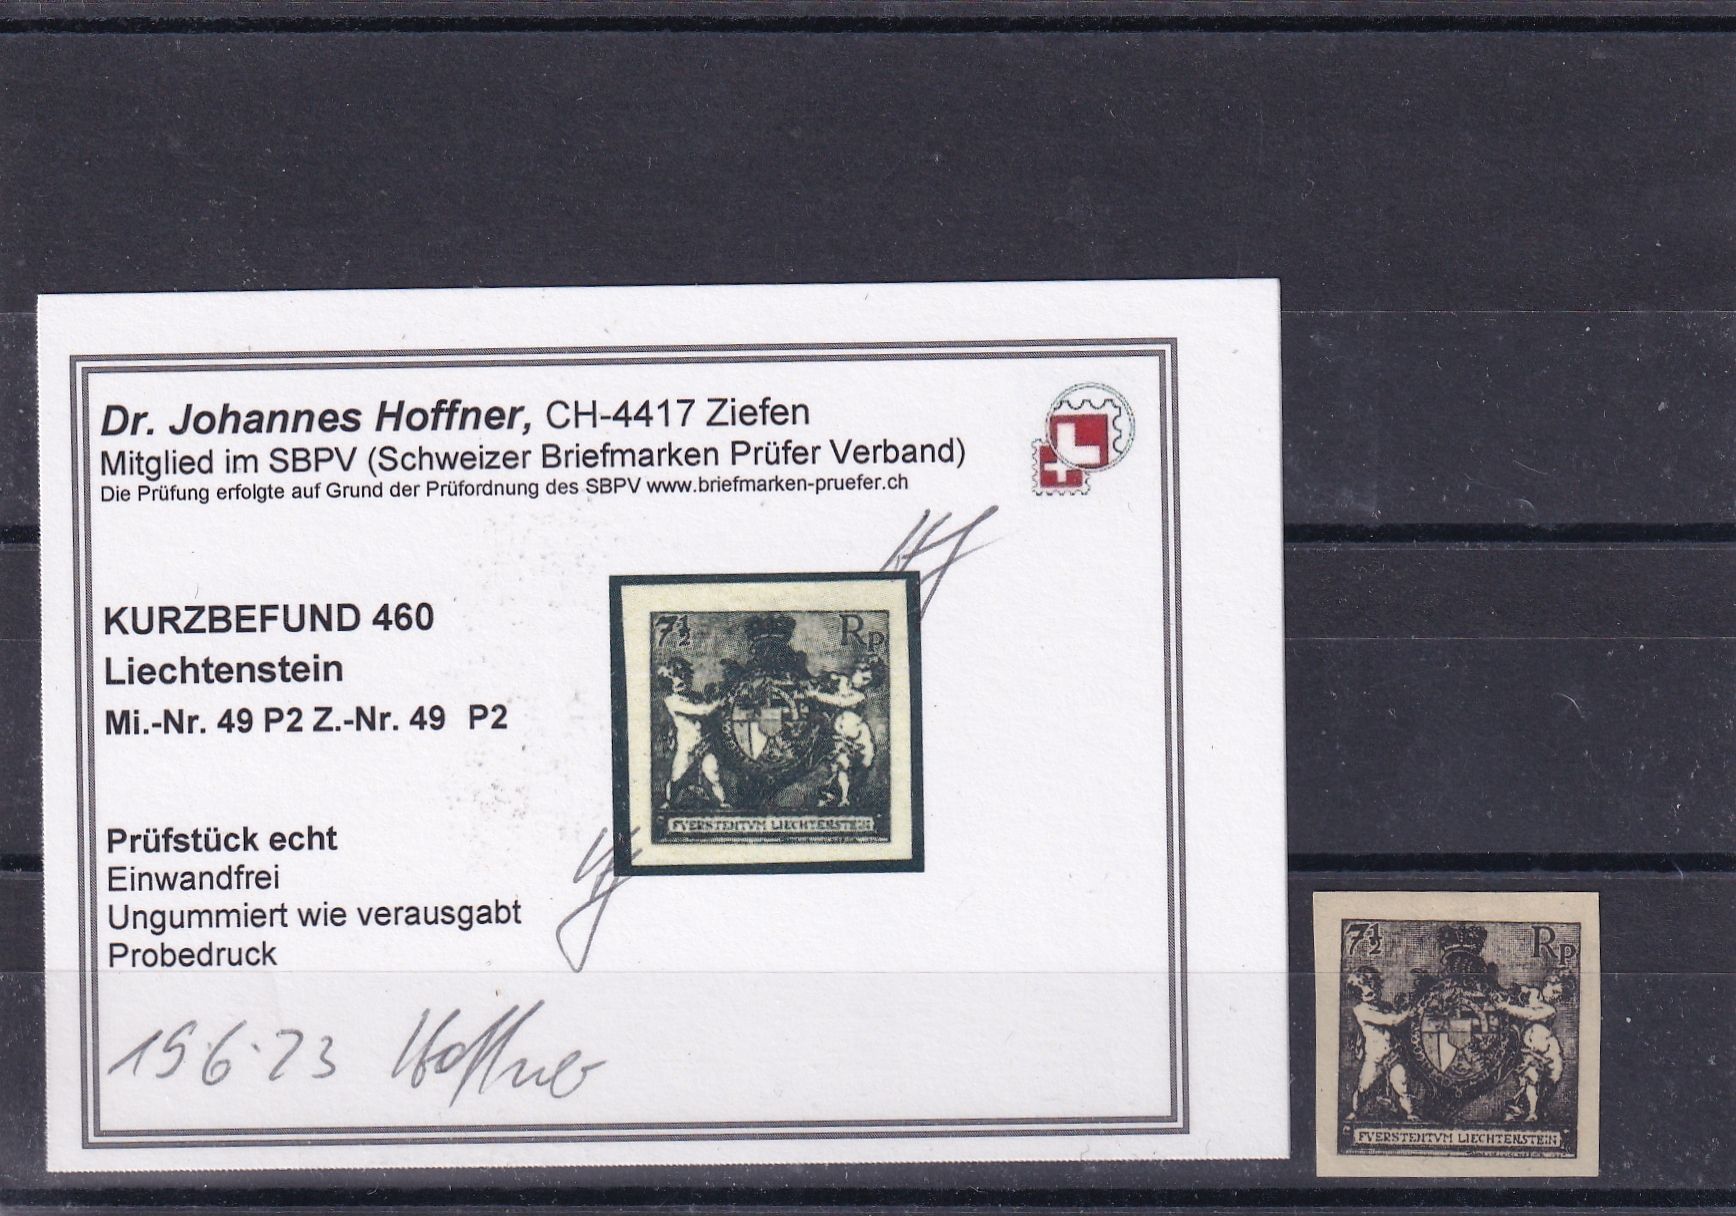 Dr. Johannes Hoffner, CH-4417 Ziefen
Mitglied im SBPV (Schweizer Briefmarken Prüfer Verband)
Die Prüfung erfolgte auf Grund der Prüfordnung des SBPV www.briefmarken-pruefer.ch
KURZBEFUND 460
Liechtenstein
Mi.-Nr. 49 P2 Z.-Nr. 49 P2
7½ Rp
FVERSTENTVM LIECHTENSTEIN
Prüfstück echt
Einwandfrei
Ungummiert wie verausgabt
Probedruck
15.6.23 Hoffner
7½ Rp
FVERSTENTVM LIECHTENSTEIN